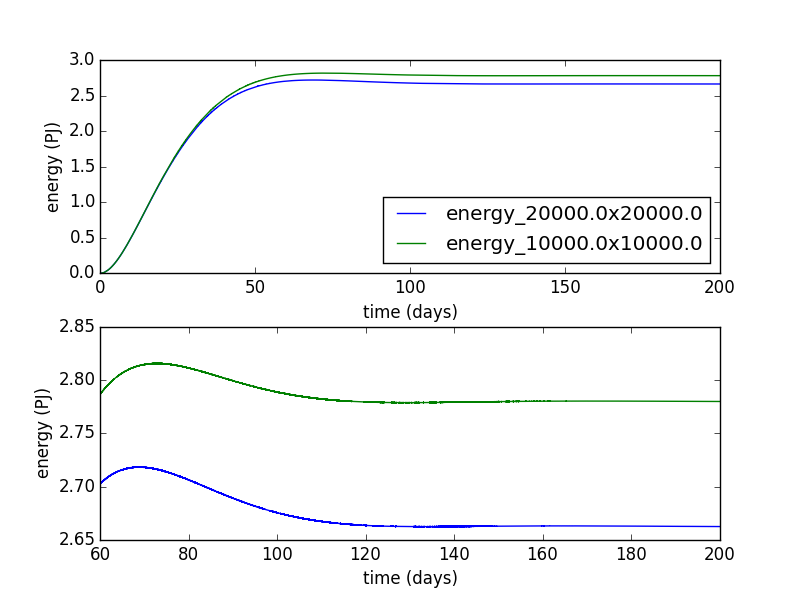 3.0
2.5
2.0
1.5
1.0
0.5
0.0
energy (PJ)
energy_20000.0x20000.0
energy_10000.0x10000.0
0 50 100 150 200
time (days)
2.85
2.80
2.75
2.70
2.65
energy (PJ)
60 80 100 120 140 160 180 200
time (days)